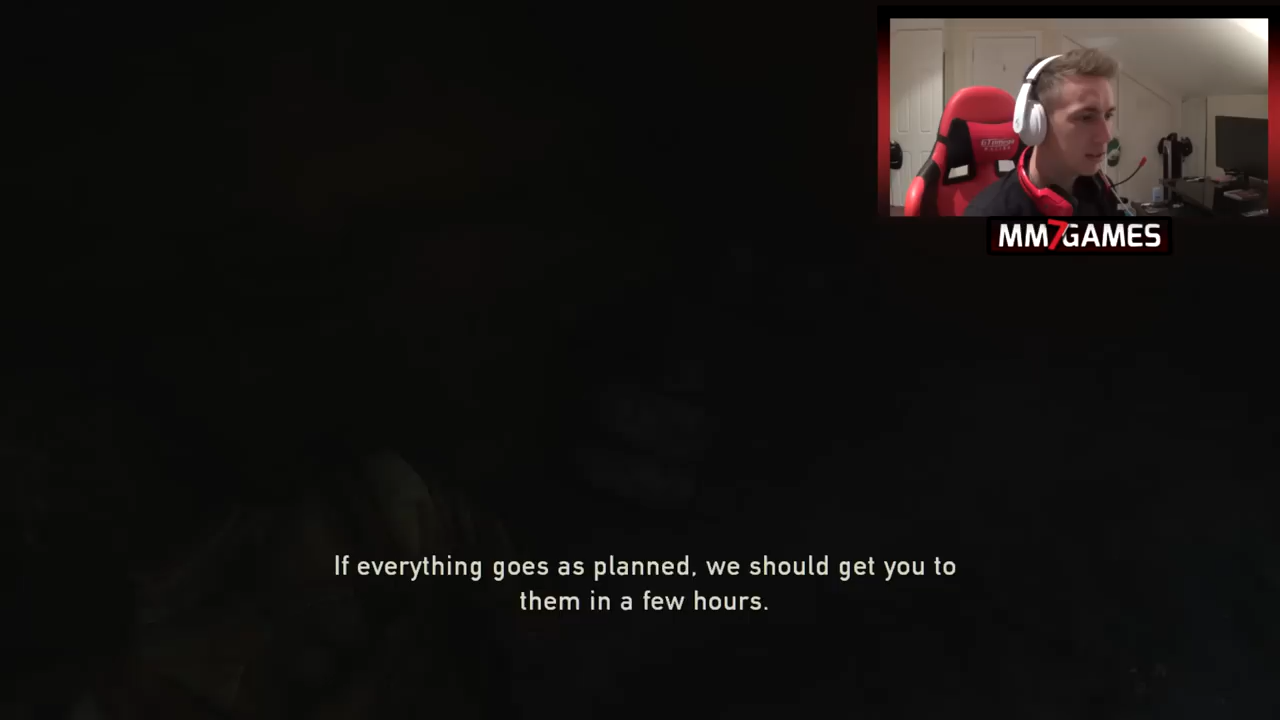 MM7GAMES
If everything goes as planned, we should get you to
them in a few hours.